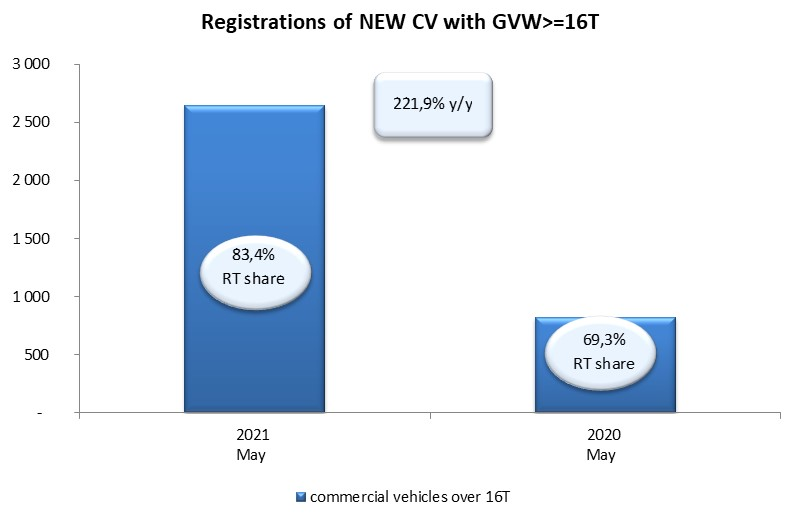 Registrations of NEW CV with GVW>=16T
3 000
2 500
2 000
1 500
1 000
500
-
221,9% y/y
83,4%
RT share
69,3%
RT share
2021
May
2020
May
commercial vehicles over 16T